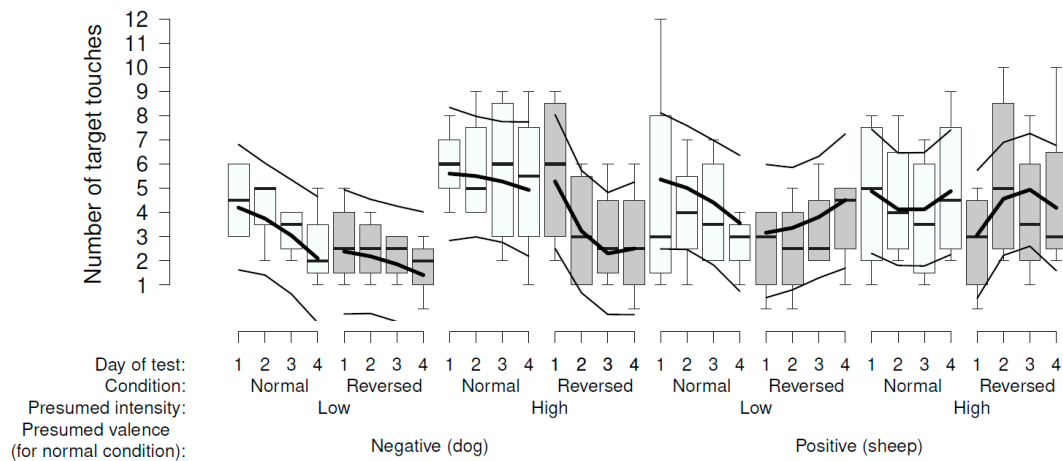 Number of target touches
12
11
10
9
8
7
6
5
4
3
2
1
Day of test: 1 2 3 4 1 2 3 4 1 2 3 4 1 2 3 4 1 2 3 4 1 2 3 4 1 2 3 4 1 2 3 4
Condition: Normal Reversed Normal Reversed Normal Reversed Normal Reversed
Presumed intensity: Low High Low High
Presumed valence
(for normal condition): Negative (dog) Positive (sheep)